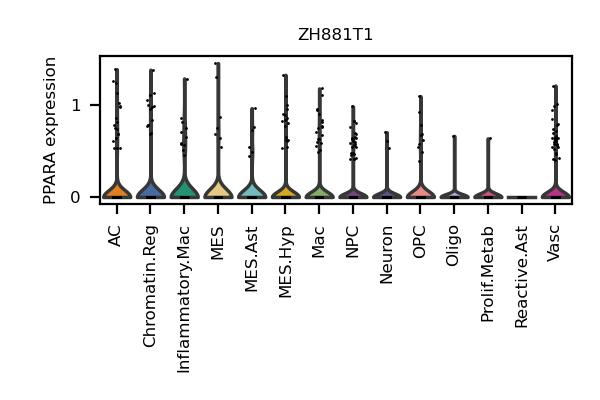 ZH881T1
PPARA expression
1
0
AC
Chromatin.Reg
Inflammatory.Mac
MES
MES.Ast
MES.Hyp
Mac
NPC
Neuron
OPC
Oligo
Prolif.Metab
Reactive.Ast
Vasc